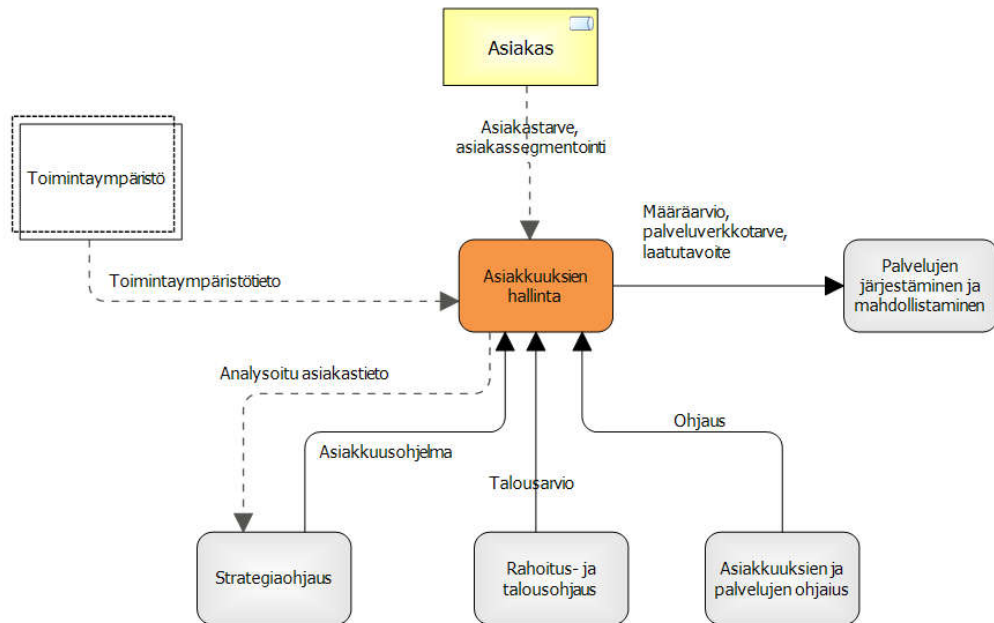 Asiakas
Asiakastarve,
asiakassegmentointi
Toimintaympäristö
Määräarvio,
palveluverkkotarve,
laatutavoite
Toimintaympäristötieto
Asiakkuuksien
hallinta
Palvelujen
järjestäminen ja
mahdollistaminen
Analysoitu asiakastieto
Asiakkuusohjelma
Ohjaus
Talousarvio
Strategiaohjaus
Rahoitus- ja
talousohjaus
Asiakkuuksien ja
palvelujen ohjaius